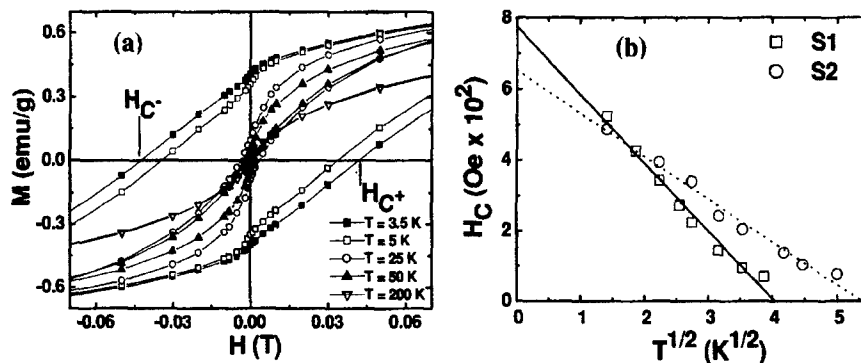 (a)
M (emu/g)
0.6
0.3
0.0
-0.3
-0.6
H_C-
H_C+
T = 3.5 K
T = 5 K
T = 25 K
T = 50 K
T = 200 K
-0.06 -0.03 0.00 0.03 0.06
H (T)
(b)
S1
S2
H_C (Oe x 10^2)
8
6
4
2
0
0 1 2 3 4 5
T^1/2 (K^1/2)